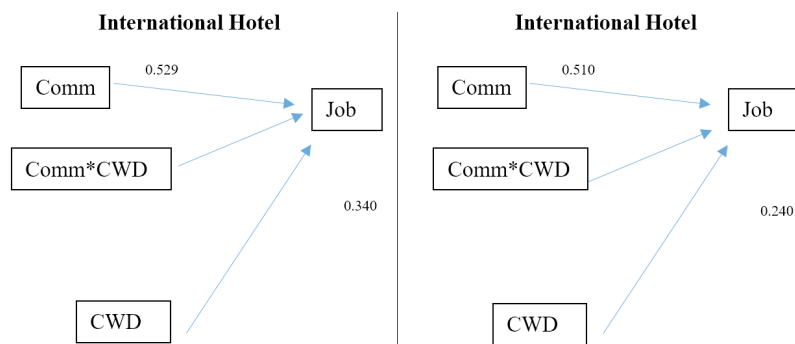 International Hotel
0.529
Comm
Job
Comm*CWD
0.340
CWD
International Hotel
0.510
Comm
Job
Comm*CWD
0.240
CWD